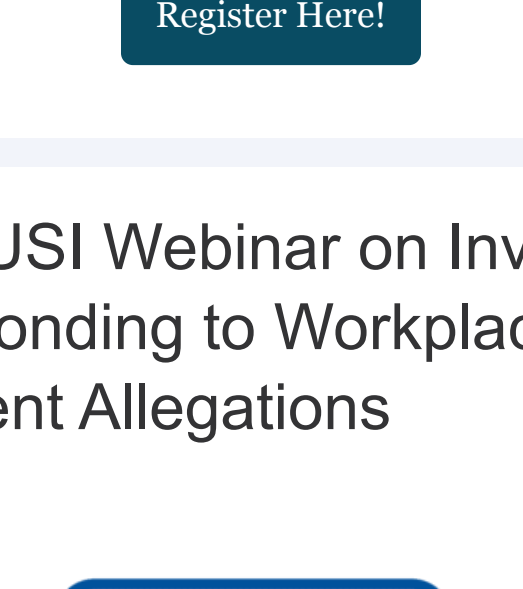 Register Here!
USI Webinar on Inv
onding to Workplac
ent Allegations